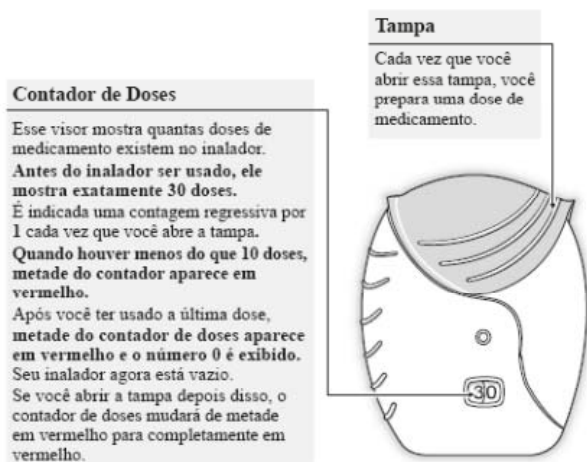 Tampa
Cada vez que você
abrir essa tampa, você
prepara uma dose de
medicamento.
Contador de Doses
Esse visor mostra quantas doses de
medicamento existem no inalador.
Antes do inalador ser usado, ele
mostra exatamente 30 doses.
É indicada uma contagem regressiva por
1 cada vez que você abre a tampa.
Quando houver menos do que 10 doses,
metade do contador aparece em
vermelho.
Após você ter usado a última dose,
metade do contador de doses aparece
em vermelho e o número 0 é exibido.
Seu inalador agora está vazio.
Se você abrir a tampa depois disso, o
contador de doses mudará de metade
em vermelho para completamente em
vermelho.
30